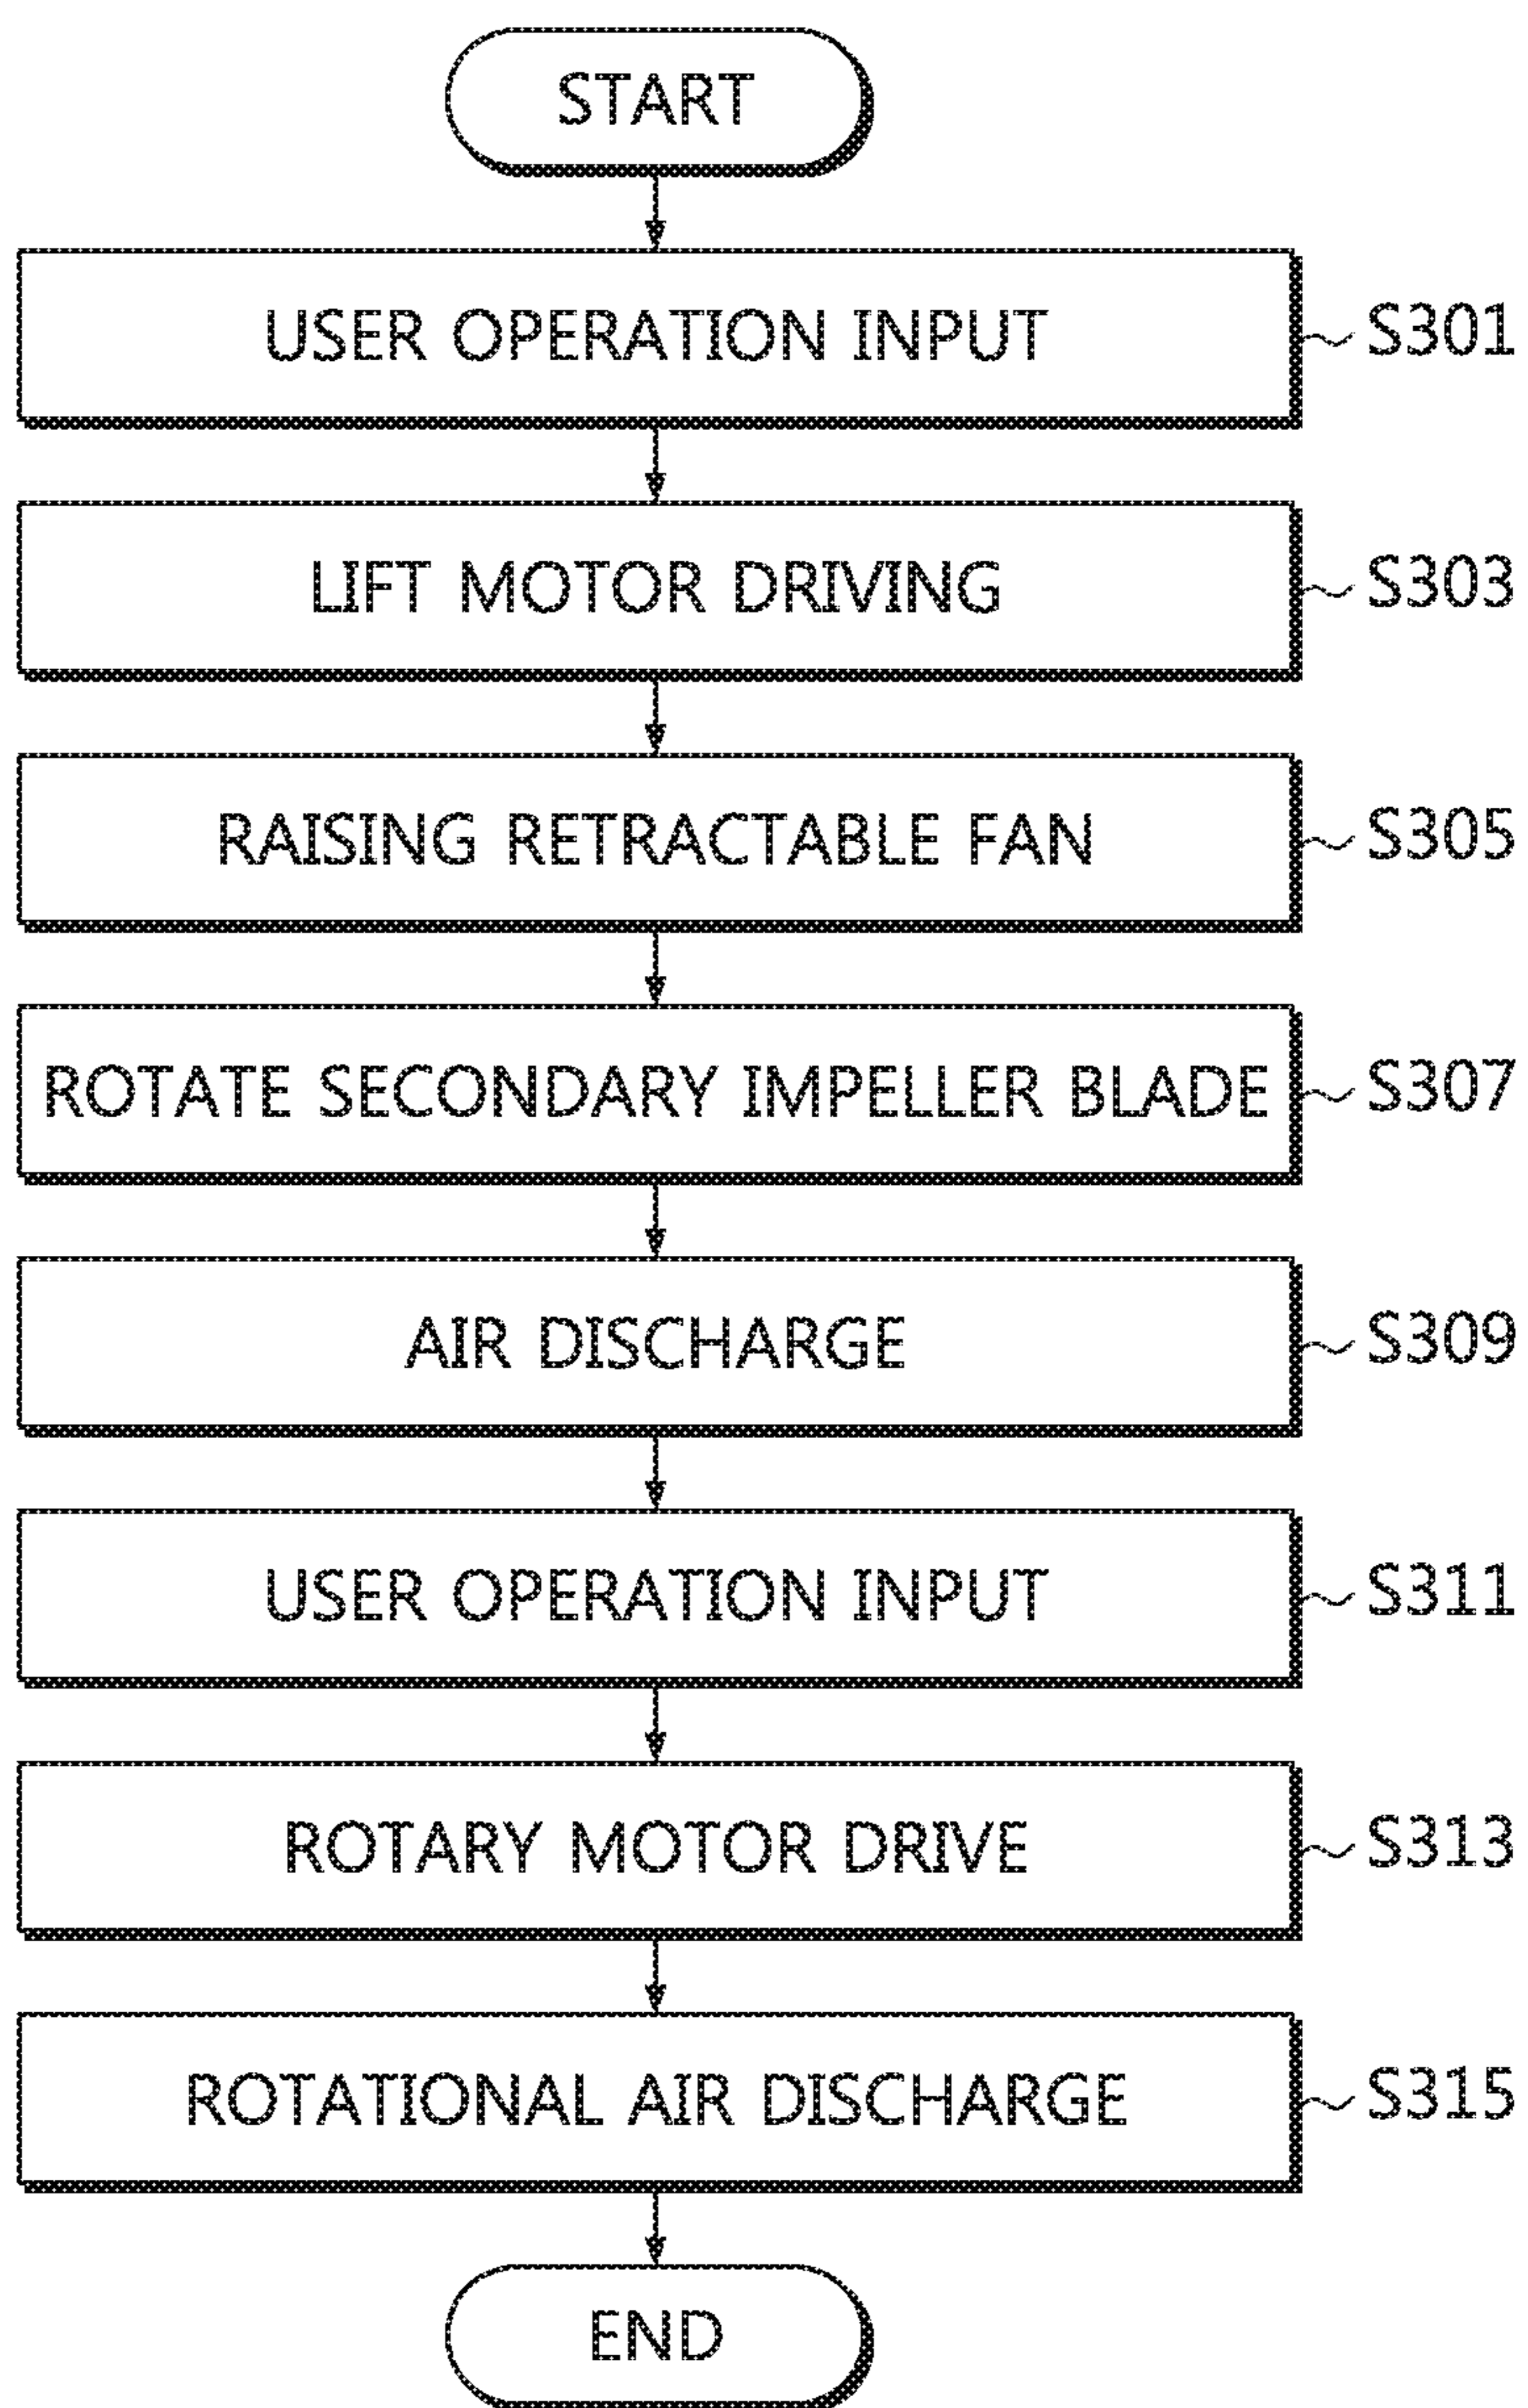 START
USER OPERATION INPUT S301
LIFT MOTOR DRIVING S303
RAISING RETRACTABLE FAN S305
ROTATE SECONDARY IMPELLER BLADE S307
AIR DISCHARGE S309
USER OPERATION INPUT S311
ROTARY MOTOR DRIVE S313
ROTATIONAL AIR DISCHARGE S315
END